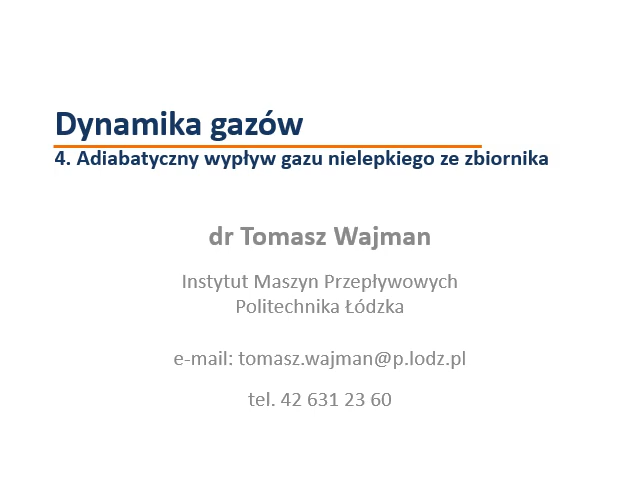 Dynamika gazów
4. Adiabatyczny wypływ gazu nielepkiego ze zbiornika
dr Tomasz Wajman
Instytut Maszyn Przepływowych
Politechnika Łódzka
e-mail: tomasz.wajman@p.lodz.pl
tel. 42 631 23 60